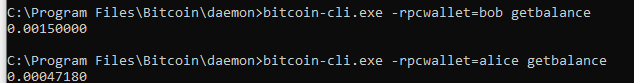 C:\Program Files\Bitcoin\daemon>bitcoin-cli.exe -rpcwallet=bob getbalance
0.00150000
C:\Program Files\Bitcoin\daemon>bitcoin-cli.exe -rpcwallet=alice getbalance
0.00047180